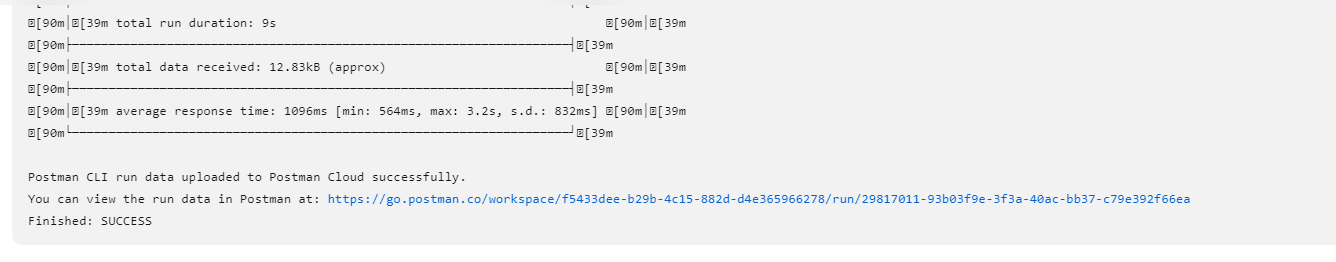 ␛[90m│␛[39m total run duration: 9s ␛[90m│␛[39m
␛[90m├───────────────────────────────────────────────────────────────────┤␛[39m
␛[90m│␛[39m total data received: 12.83kB (approx) ␛[90m│␛[39m
␛[90m├───────────────────────────────────────────────────────────────────┤␛[39m
␛[90m│␛[39m average response time: 1096ms [min: 564ms, max: 3.2s, s.d.: 832ms] ␛[90m│␛[39m
␛[90m└───────────────────────────────────────────────────────────────────┘␛[39m
Postman CLI run data uploaded to Postman Cloud successfully.
You can view the run data in Postman at: https://go.postman.co/workspace/f5433dee-b29b-4c15-882d-d4e365966278/run/29817011-93b03f9e-3f3a-40ac-bb37-c79e392f66ea
Finished: SUCCESS